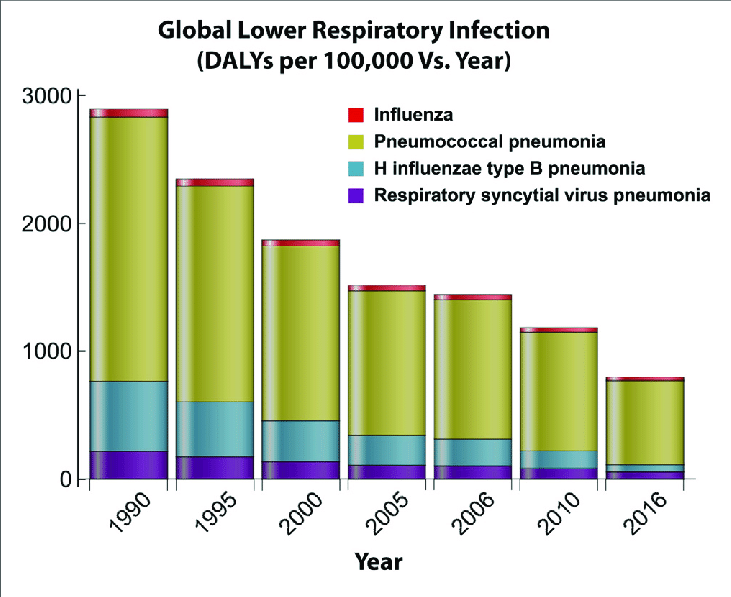 Global Lower Respiratory Infection
(DALYs per 100,000 Vs. Year)
3000
2000
1000
0
Influenza
Pneumococcal pneumonia
H influenzae type B pneumonia
Respiratory syncytial virus pneumonia
1990
1995
2000
2005
2006
2010
2016
Year